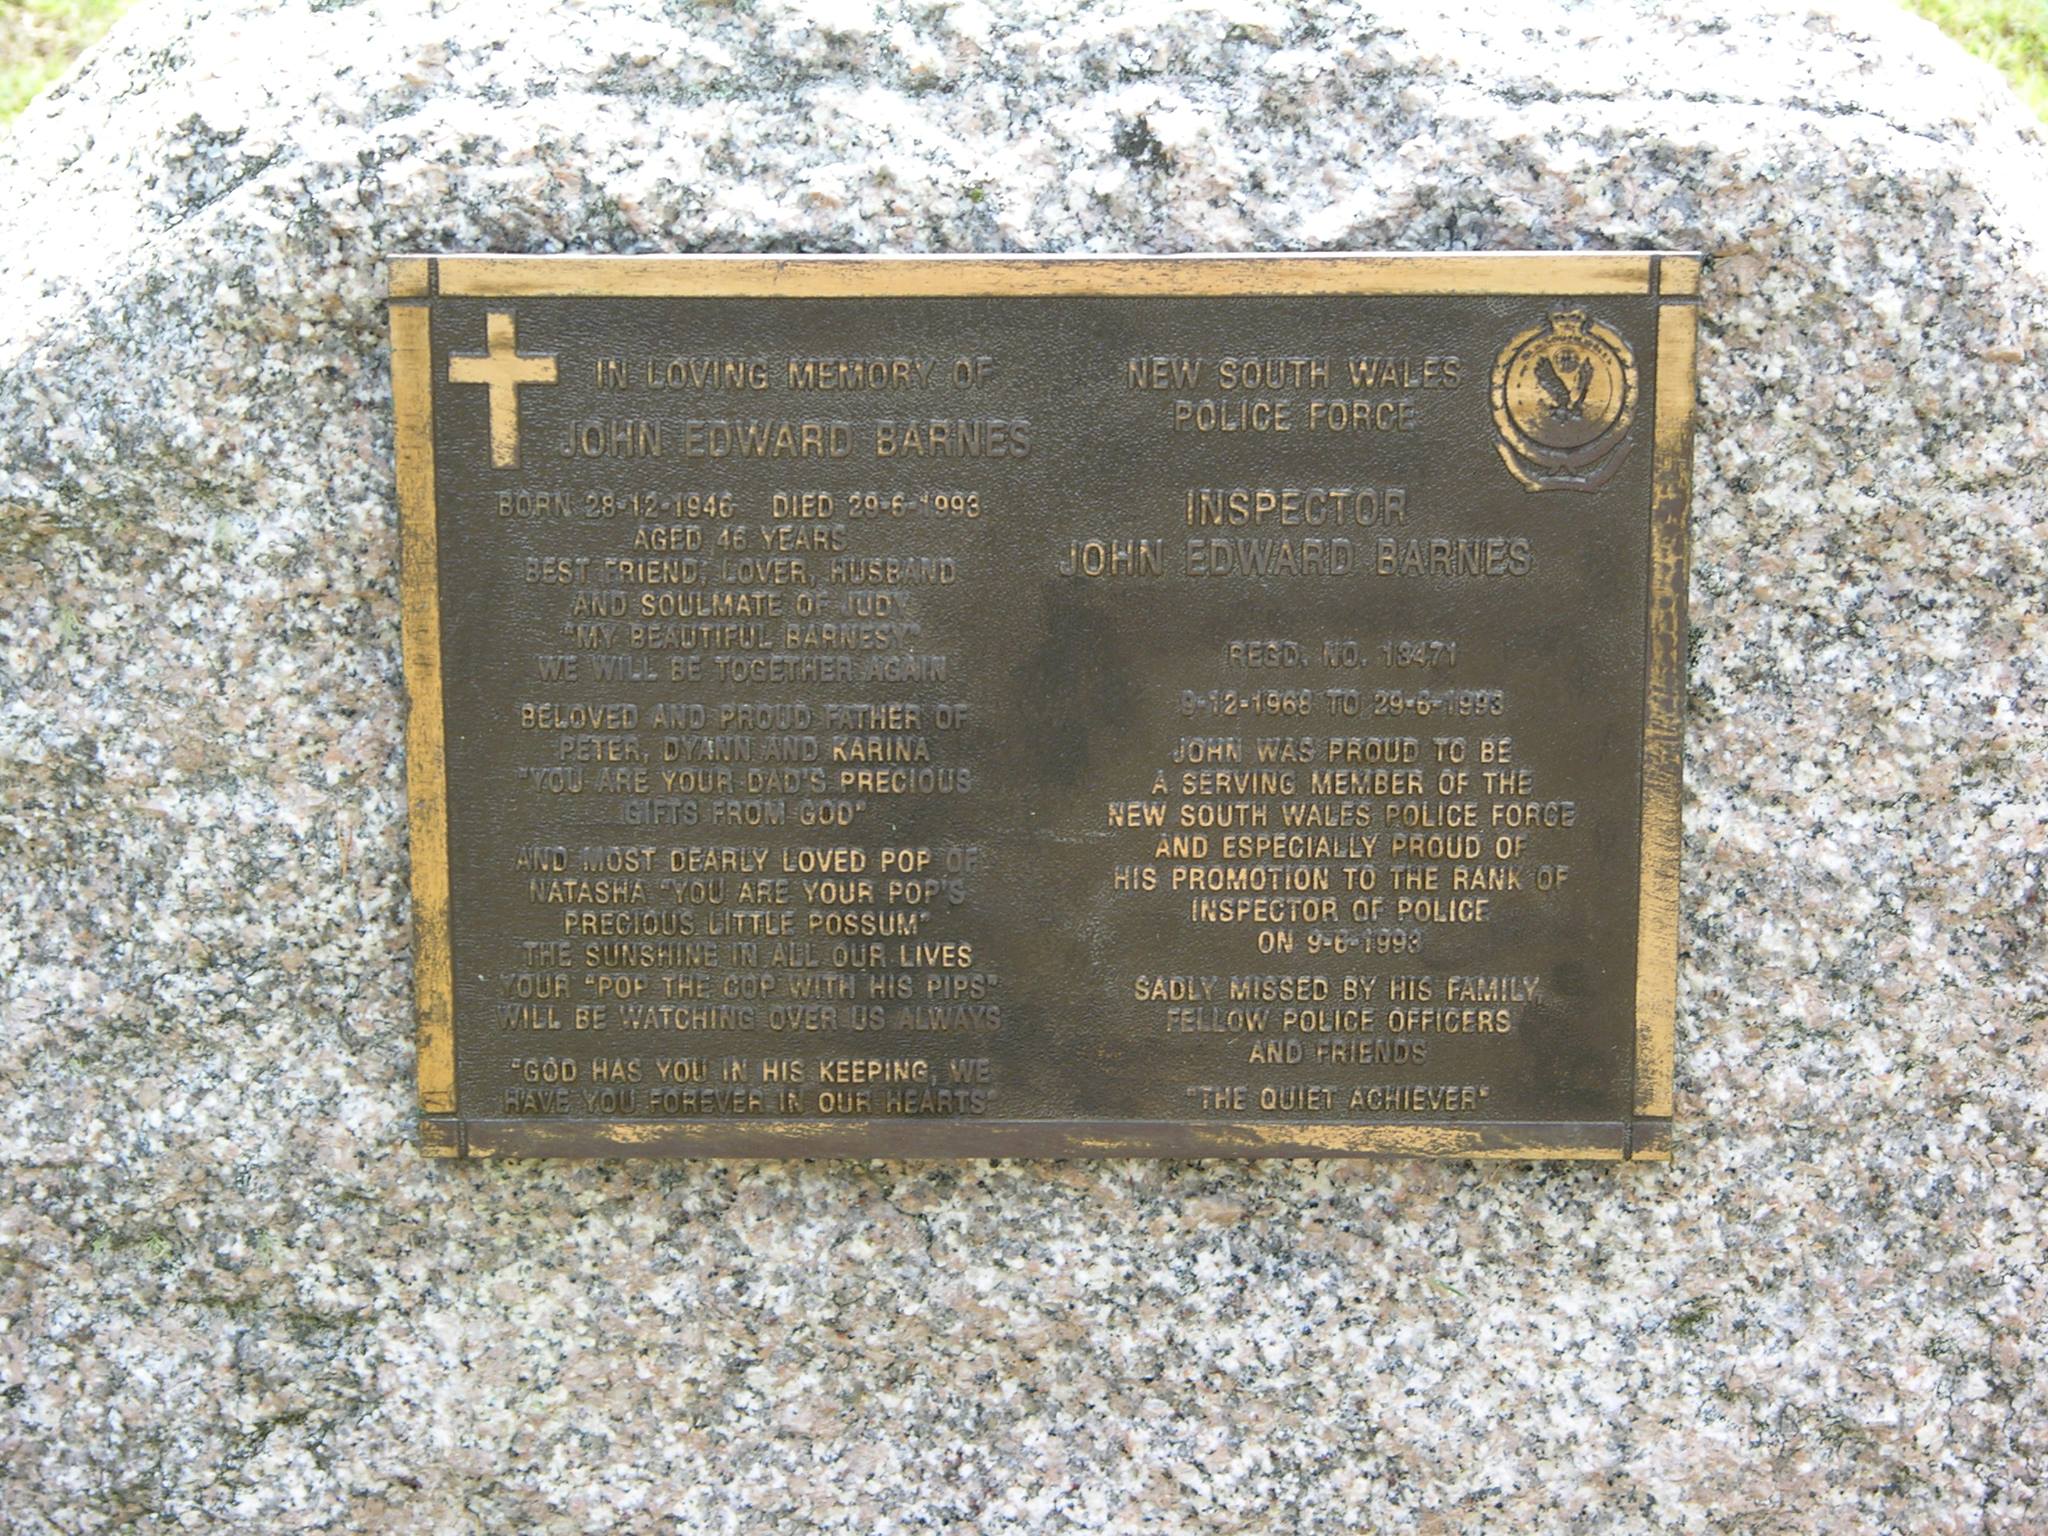 IN LOVING MEMORY OF
JOHN EDWARD BARNES
BORN 28-12-1946 DIED 29-6-1993
AGED 46 YEARS
BEST FRIEND, LOVER, HUSBAND
AND SOULMATE OF JUDY
"MY BEAUTIFUL BARNESY"
WE WILL BE TOGETHER AGAIN
BELOVED AND PROUD FATHER OF
PETER, DYANN AND KARINA
"YOU ARE YOUR DAD'S PRECIOUS
GIFTS FROM GOD"
AND MOST DEARLY LOVED POP OF
NATASHA "YOU ARE YOUR POP'S
PRECIOUS LITTLE POSSUM"
THE SUNSHINE IN ALL OUR LIVES
YOUR "POP THE COP WITH HIS PIPS"
WILL BE WATCHING OVER US ALWAYS
"GOD HAS YOU IN HIS KEEPING, WE
HAVE YOU FOREVER IN OUR HEARTS"
NEW SOUTH WALES
POLICE FORCE
INSPECTOR
JOHN EDWARD BARNES
REGD. NO. 13471
9-12-1968 TO 29-6-1993
JOHN WAS PROUD TO BE
A SERVING MEMBER OF THE
NEW SOUTH WALES POLICE FORCE
AND ESPECIALLY PROUD OF
HIS PROMOTION TO THE RANK OF
INSPECTOR OF POLICE
ON 9-6-1993
SADLY MISSED BY HIS FAMILY,
FELLOW POLICE OFFICERS
AND FRIENDS
"THE QUIET ACHIEVER"